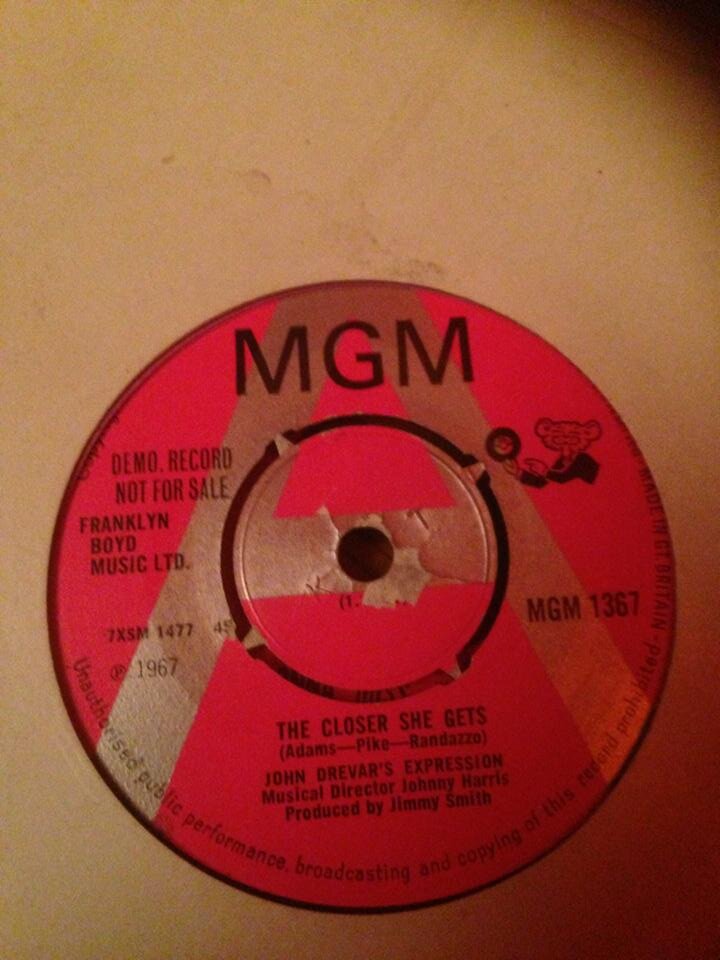 MGM
DEMO. RECORD
NOT FOR SALE
FRANKLYN
BOYD
MUSIC LTD.
7XSM 1477 45
℗ 1967
MGM 1367
THE CLOSER SHE GETS
(Adams—Pike—Randazzo)
JOHN DREVAR'S EXPRESSION
Musical Director Johnny Harris
Produced by Jimmy Smith
MADE IN GT BRITAIN -
Unauthorised public performance, broadcasting and copying of this record prohibited-